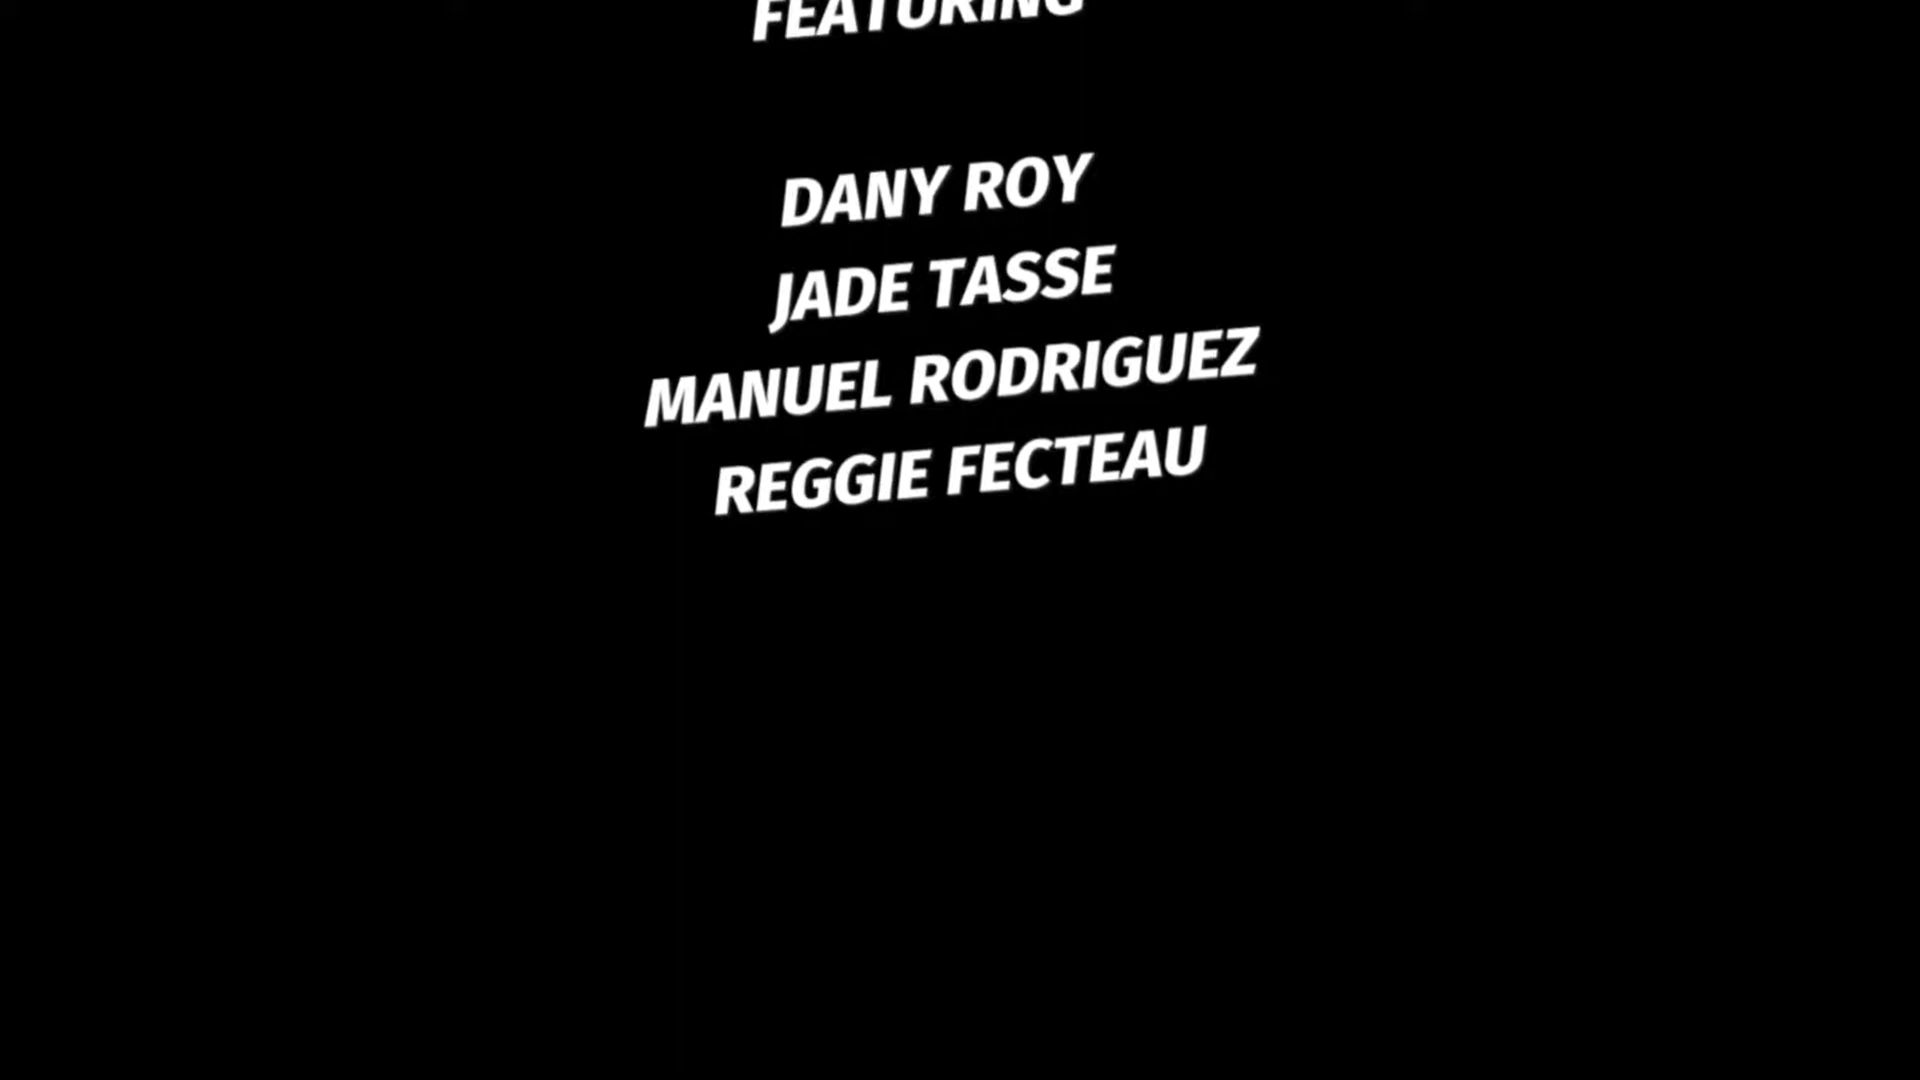 FEATURING
DANY ROY
JADE TASSE
MANUEL RODRIGUEZ
REGGIE FECTEAU